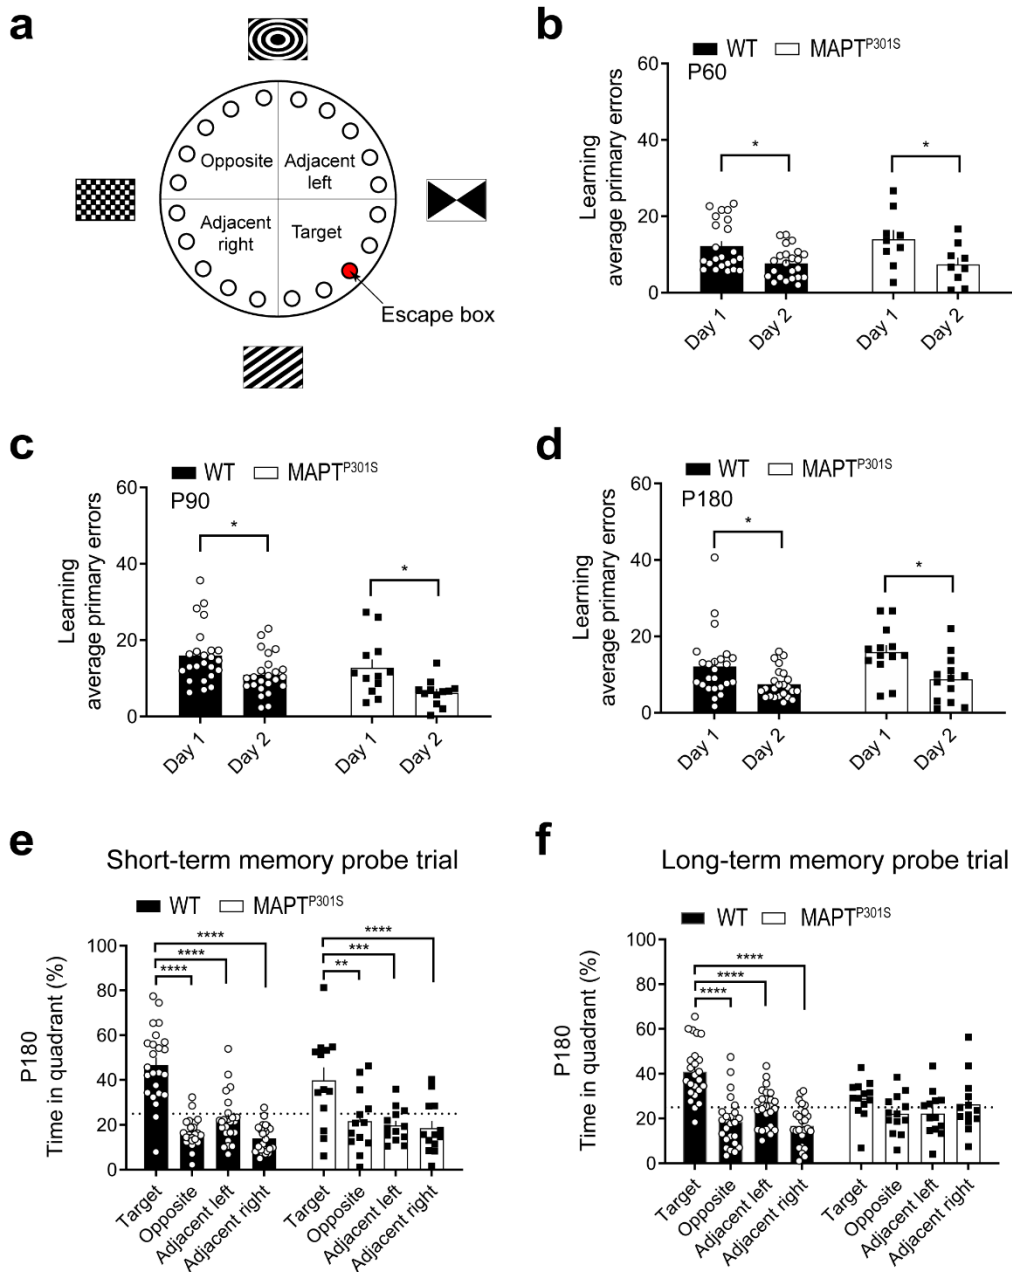 a
Opposite
Adjacent
left
Adjacent
right
Target
Escape box
b
WT MAPTP301S
P60
Learning
average primary errors
60
40
20
0
Day 1
Day 2
Day 1
Day 2
*
*
c
WT MAPTP301S
P90
Learning
average primary errors
60
40
20
0
Day 1
Day 2
Day 1
Day 2
*
*
d
WT MAPTP301S
P180
Learning
average primary errors
60
40
20
0
Day 1
Day 2
Day 1
Day 2
*
*
e
Short-term memory probe trial
WT MAPTP301S
P180
Time in quadrant (%)
100
80
60
40
20
0
****
****
****
****
***
**
Target
Opposite
Adjacent left
Adjacent right
Target
Opposite
Adjacent left
Adjacent right
f
Long-term memory probe trial
WT MAPTP301S
P180
Time in quadrant (%)
100
80
60
40
20
0
****
****
****
Target
Opposite
Adjacent left
Adjacent right
Target
Opposite
Adjacent left
Adjacent right